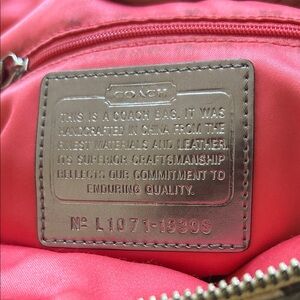 COACH
THIS IS A COACH BAG. IT WAS
HANDCRAFTED IN CHINA FROM THE
FINEST MATERIALS AND LEATHER.
ITS SUPERIOR CRAFTSMANSHIP
REFLECTS OUR COMMITMENT TO
ENDURING QUALITY.
Nº L1071-